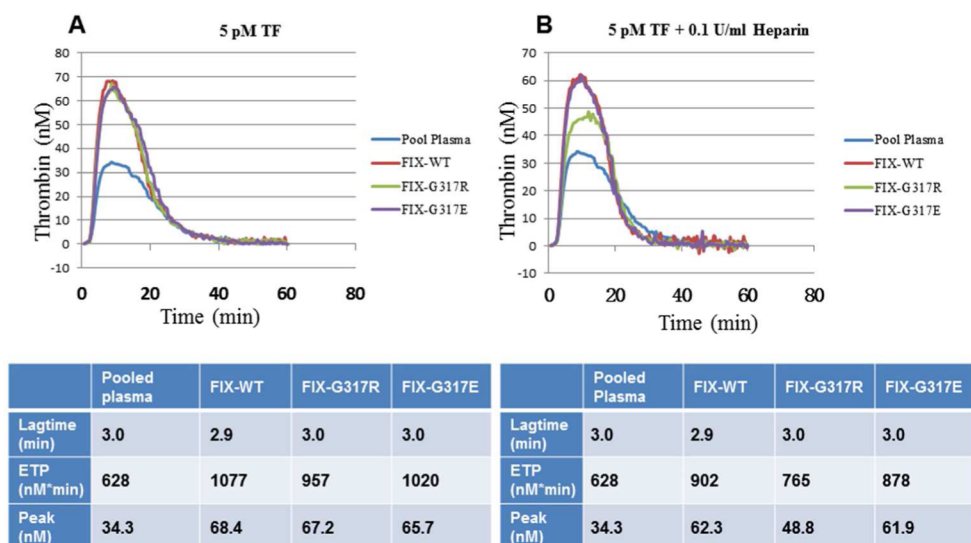 A
5 pM TF
80
70
60
50
40
30
20
10
0
-10
0
20
40
60
80
Thrombin (nM)
Time (min)
Pool Plasma
FIX-WT
FIX-G317R
FIX-G317E
B
5 pM TF + 0.1 U/ml Heparin
80
70
60
50
40
30
20
10
0
-10
0
20
40
60
80
Thrombin (nM)
Time (min)
Pool Plasma
FIX-WT
FIX-G317R
FIX-G317E
Pooled plasma FIX-WT FIX-G317R FIX-G317E
Lagtime (min) 3.0 2.9 3.0 3.0
ETP (nM*min) 628 1077 957 1020
Peak (nM) 34.3 68.4 67.2 65.7
Pooled Plasma FIX-WT FIX-G317R FIX-G317E
Lagtime (min) 3.0 2.9 3.0 3.0
ETP (nM*min) 628 902 765 878
Peak (nM) 34.3 62.3 48.8 61.9